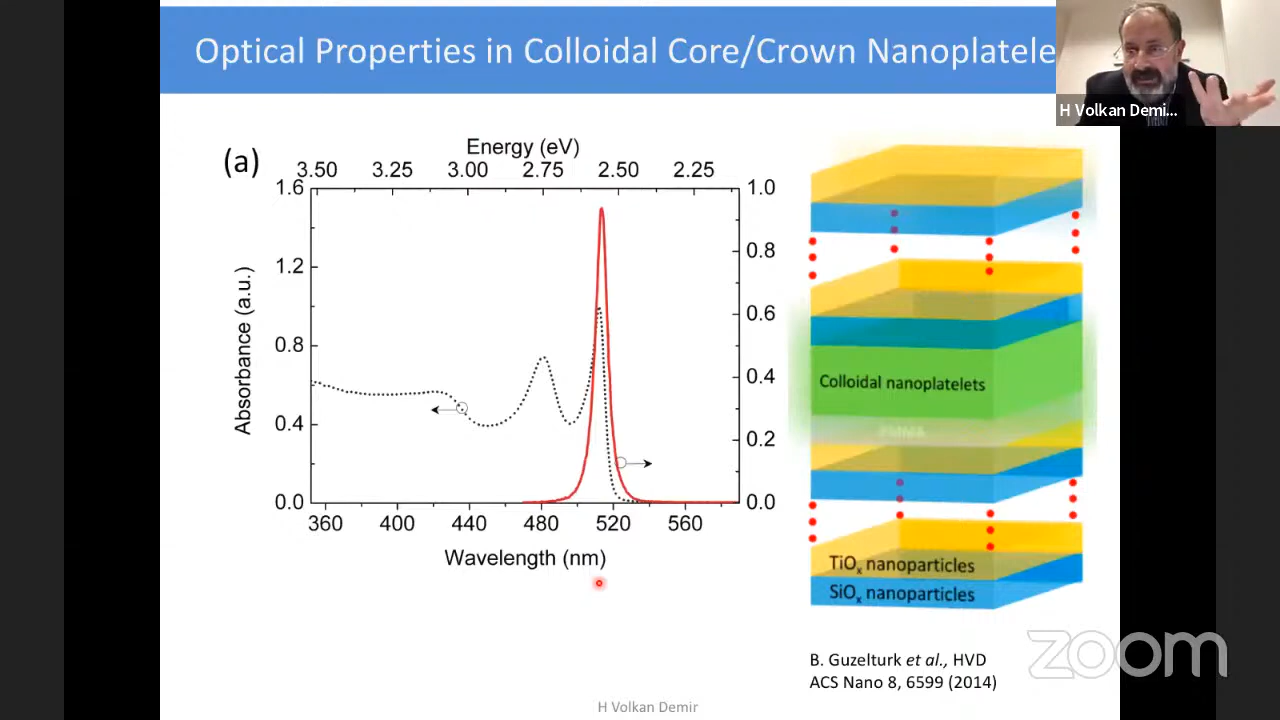 Optical Properties in Colloidal Core/Crown Nanoplatele
H Volkan Demi...
(a)
Energy (eV)
3.50 3.25 3.00 2.75 2.50 2.25
1.6 1.0
1.2 0.8
0.8 0.6
0.4 0.4
0.2
0.0 0.0
Absorbance (a.u.)
360 400 440 480 520 560
Wavelength (nm)
Colloidal nanoplatelets
PMMA
TiOx nanoparticles
SiOx nanoparticles
B. Guzelturk et al., HVD
ACS Nano 8, 6599 (2014)
zoom
H Volkan Demir